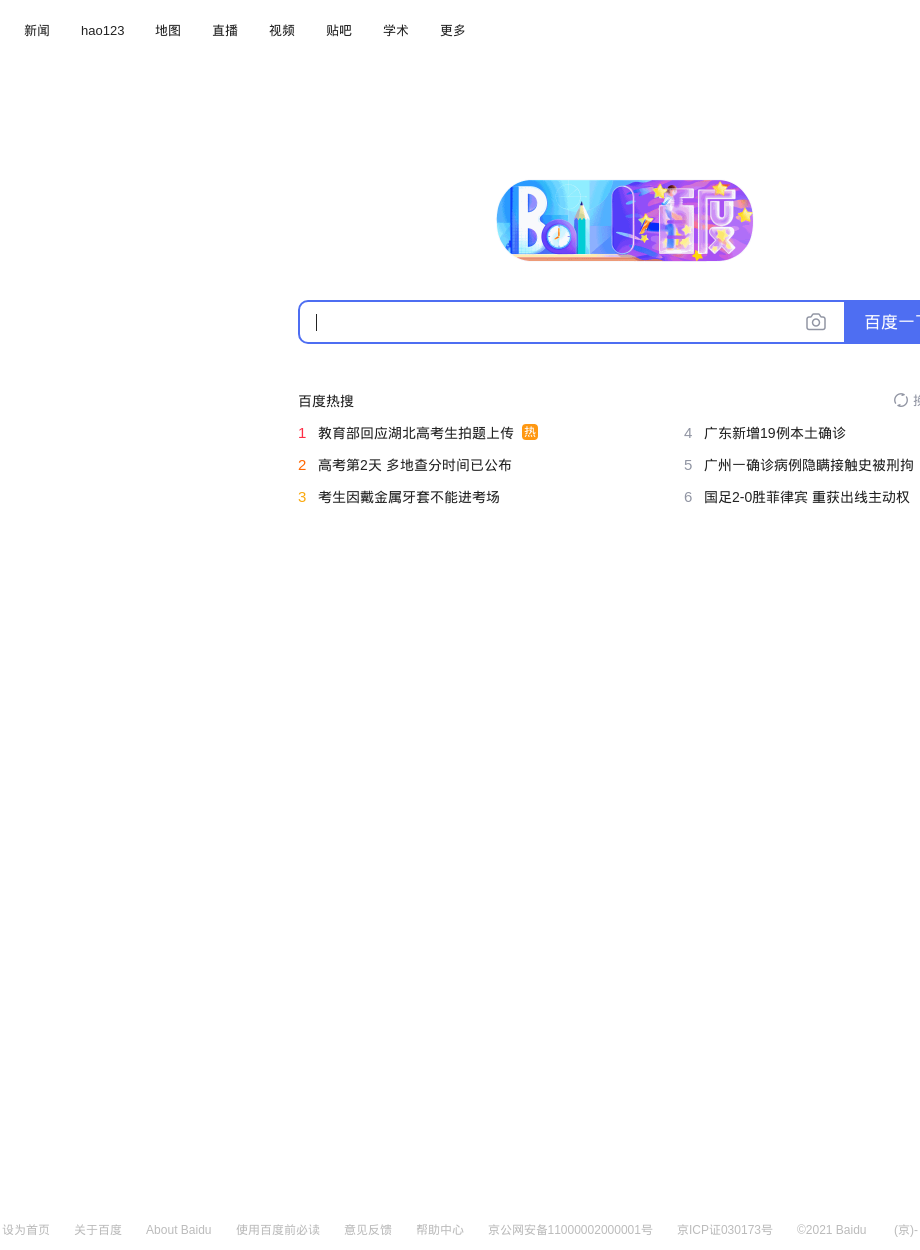 新闻 hao123 地图 直播 视频 贴吧 学术 更多
Bai 百度
百度一
百度热搜
1 教育部回应湖北高考生拍题上传 热
4 广东新增19例本土确诊
2 高考第2天 多地查分时间已公布
5 广州一确诊病例隐瞒接触史被刑拘
3 考生因戴金属牙套不能进考场
6 国足2-0胜菲律宾 重获出线主动权
设为首页 关于百度 About Baidu 使用百度前必读 意见反馈 帮助中心 京公网安备11000002000001号 京ICP证030173号 ©2021 Baidu (京)-